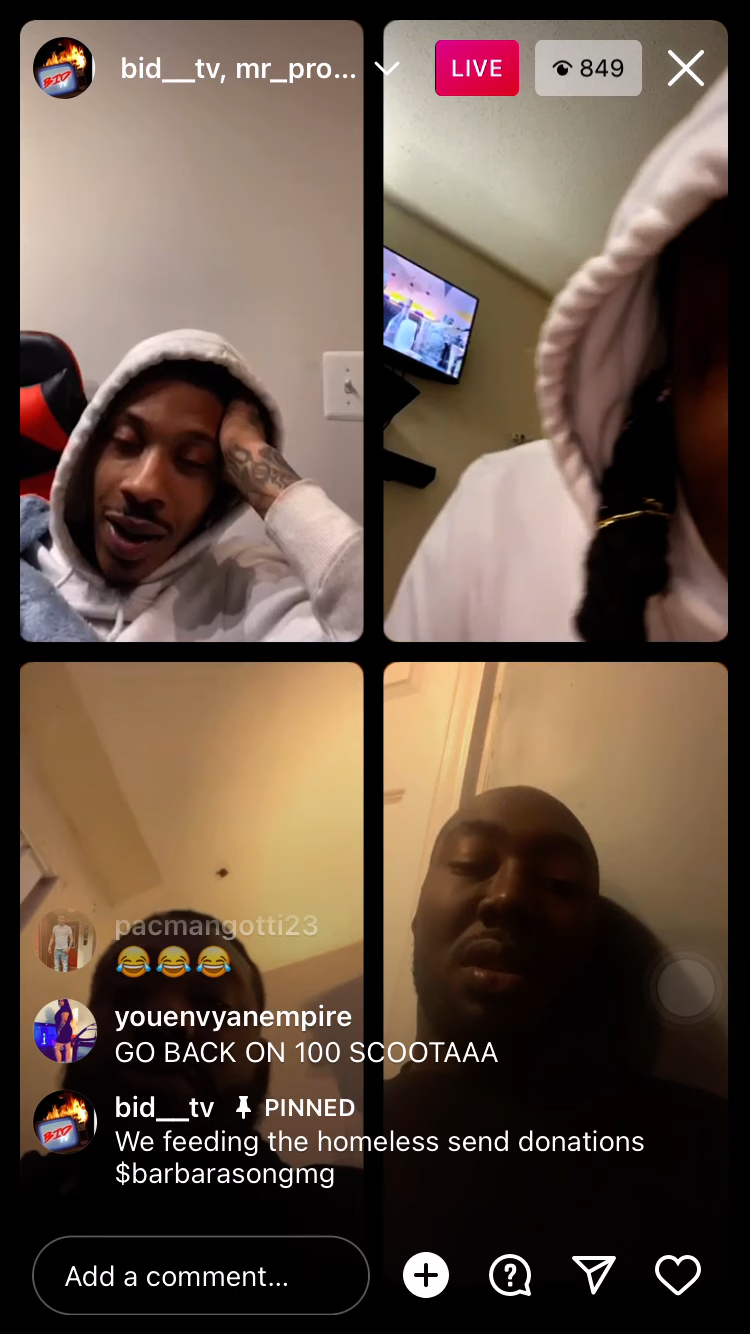 bid__tv, mr_pro...
LIVE
849
pacmangotti23
😂😂😂
youenvyanempire
GO BACK ON 100 SCOOTAAA
bid__tv PINNED
We feeding the homeless send donations
$barbarasongmg
Add a comment...